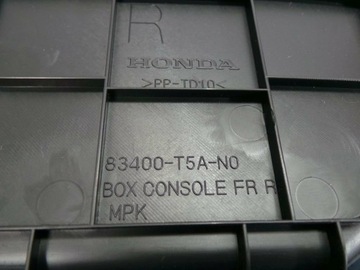 R
HONDA
>PP-TD10<
83400-T5A-N0
BOX CONSOLE FR R
MPK